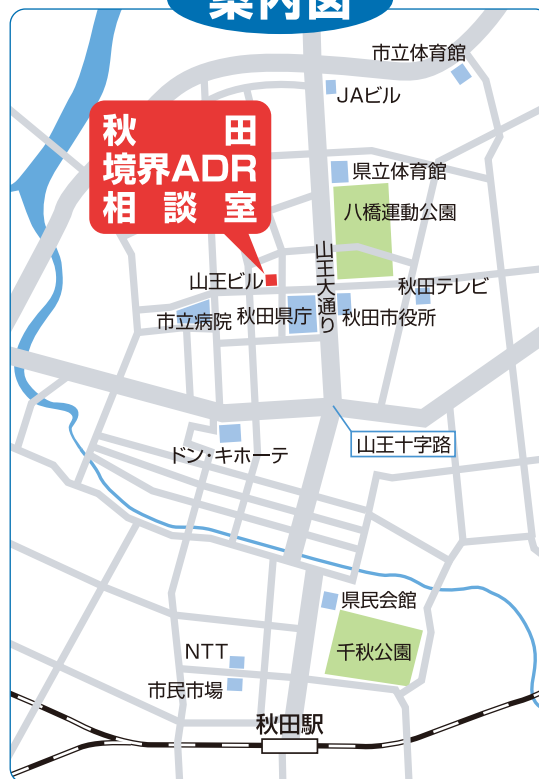 案内図
市立体育館
JAビル
秋田
境界ADR
相談室
県立体育館
八橋運動公園
山王大通り
山王ビル
秋田テレビ
市立病院
秋田県庁
秋田市役所
山王十字路
ドン・キホーテ
県民会館
千秋公園
NTT
市民市場
秋田駅